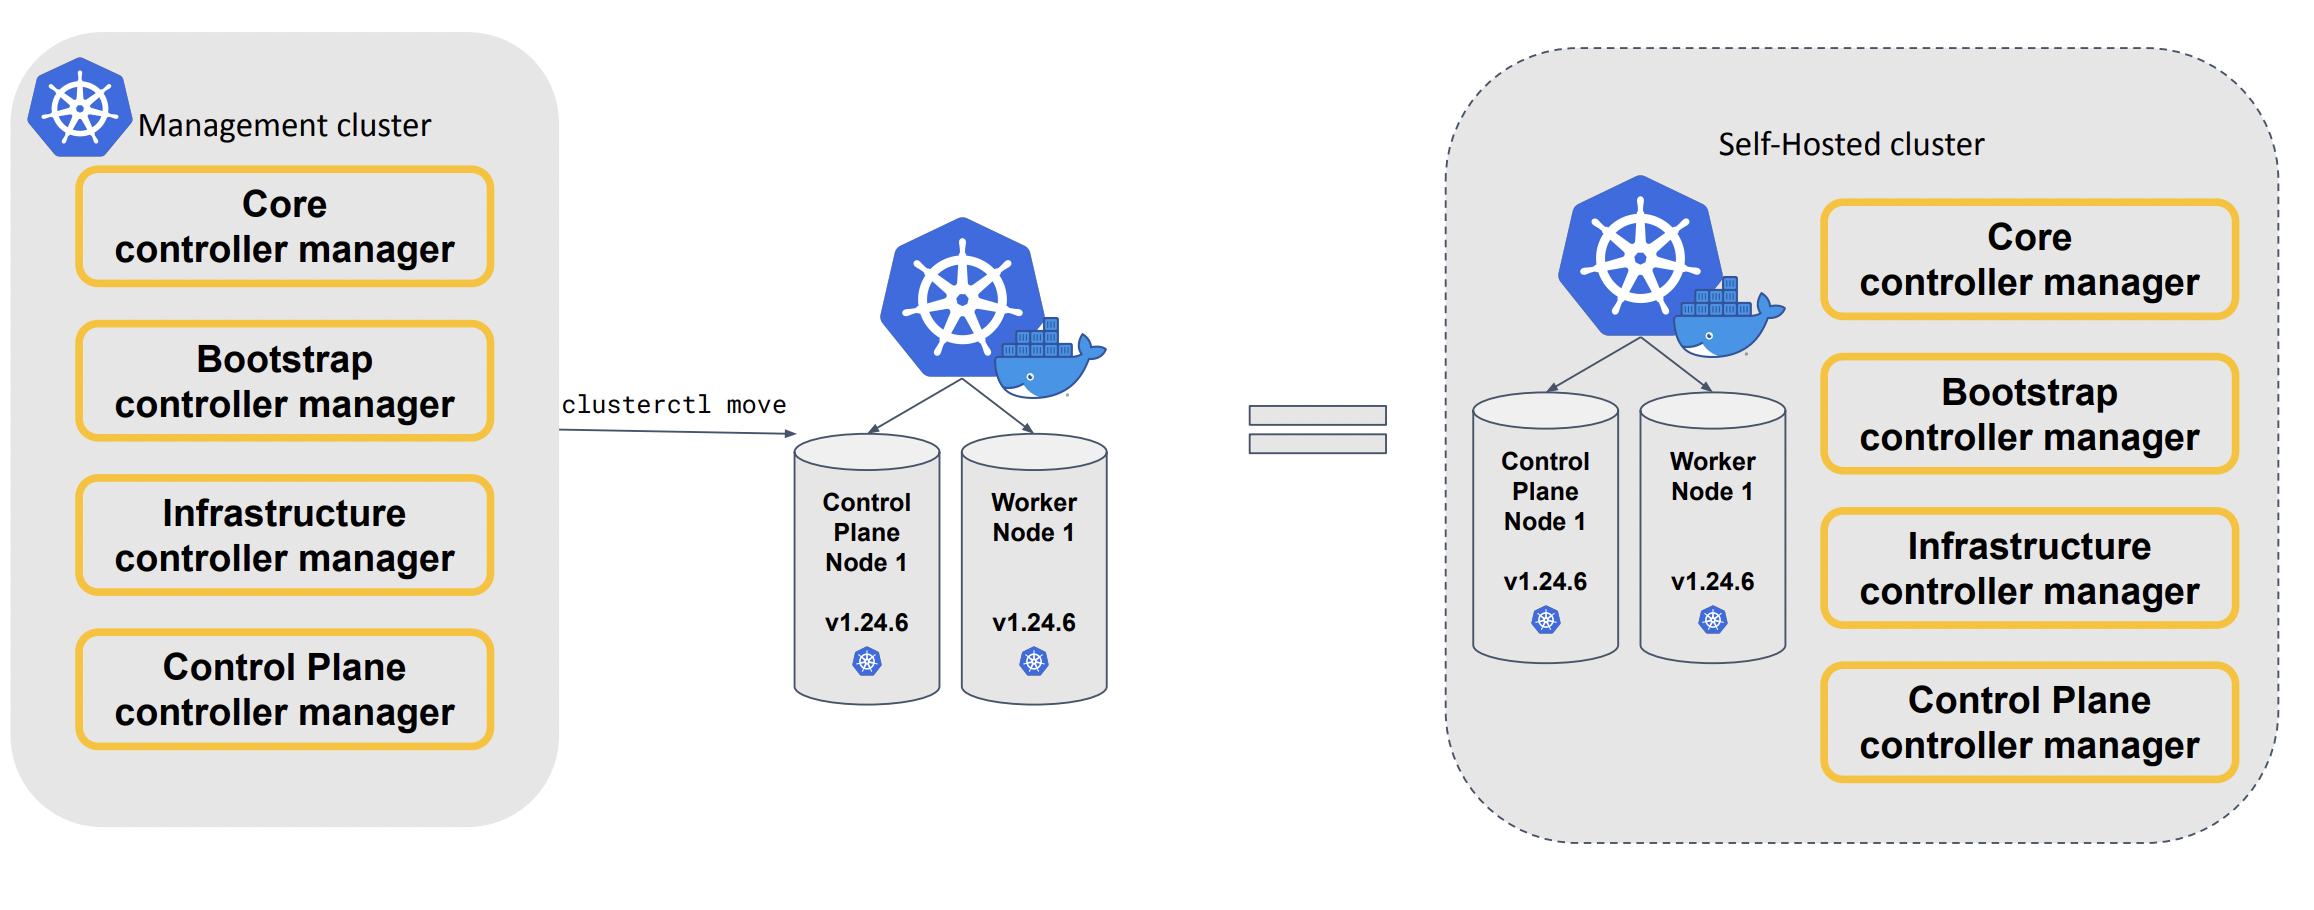 Management cluster
Core
controller manager
Bootstrap
controller manager
Infrastructure
controller manager
Control Plane
controller manager
clusterctl move
Control
Plane
Node 1
v1.24.6
Worker
Node 1
v1.24.6
Self-Hosted cluster
Control
Plane
Node 1
v1.24.6
Worker
Node 1
v1.24.6
Core
controller manager
Bootstrap
controller manager
Infrastructure
controller manager
Control Plane
controller manager